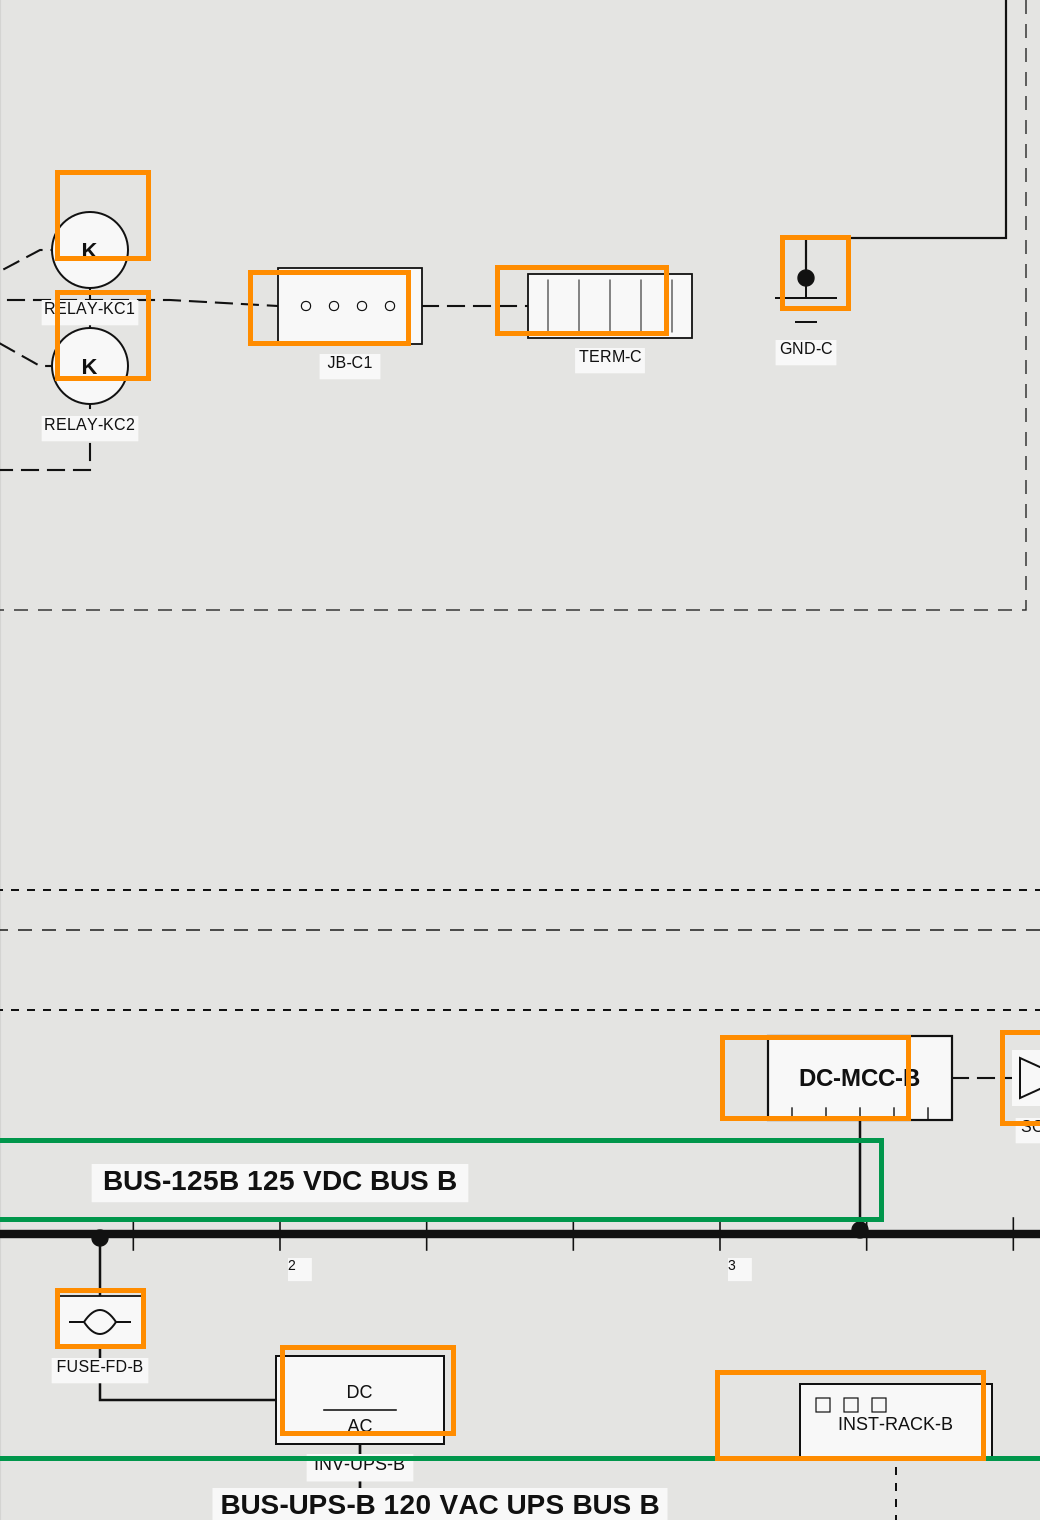 K
RELAY-KC1
K
RELAY-KC2
JB-C1
TERM-C
GND-C
DC-MCC-B
BUS-125B 125 VDC BUS B
2
3
FUSE-FD-B
DC
AC
INV-UPS-B
INST-RACK-B
BUS-UPS-B 120 VAC UPS BUS B